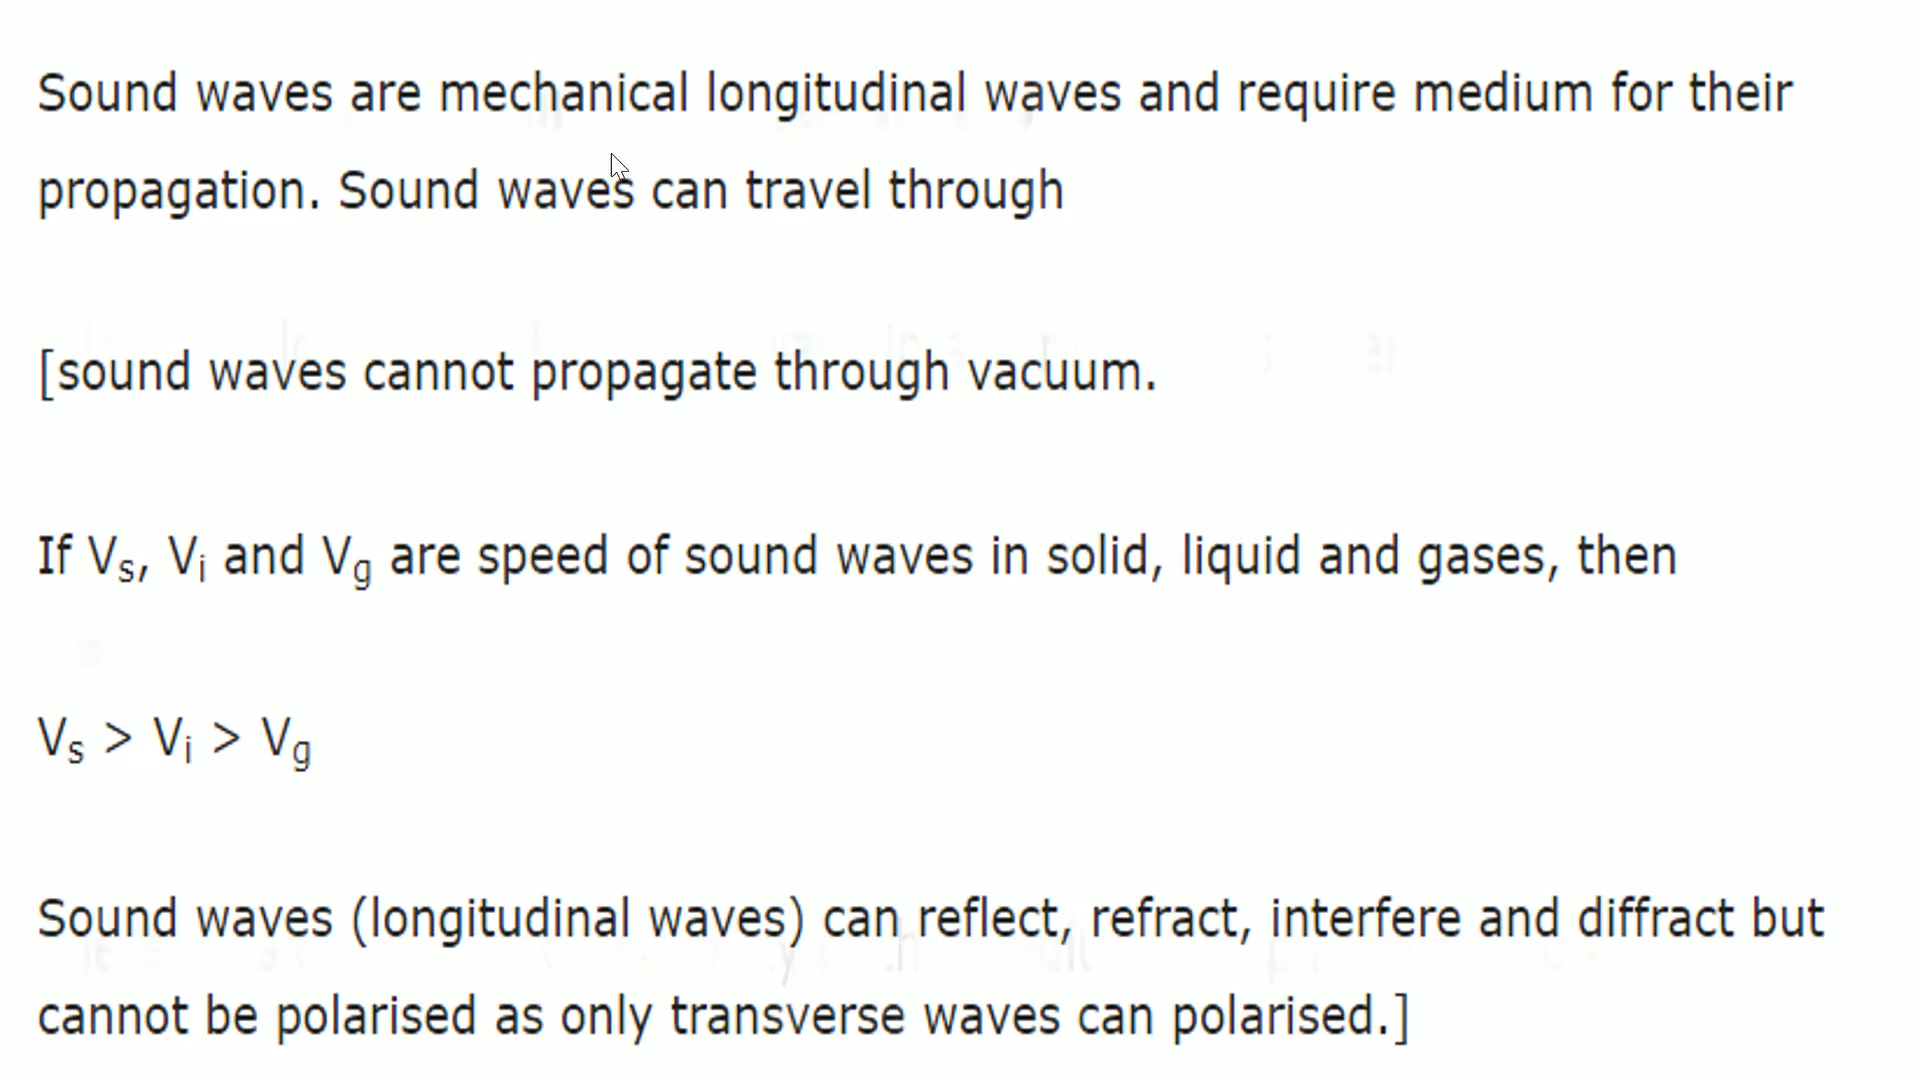 Sound waves are mechanical longitudinal waves and require medium for their
propagation. Sound waves can travel through
[sound waves cannot propagate through vacuum.
If Vs, Vi and Vg are speed of sound waves in solid, liquid and gases, then
Vs > Vi > Vg
Sound waves (longitudinal waves) can reflect, refract, interfere and diffract but
cannot be polarised as only transverse waves can polarised.]